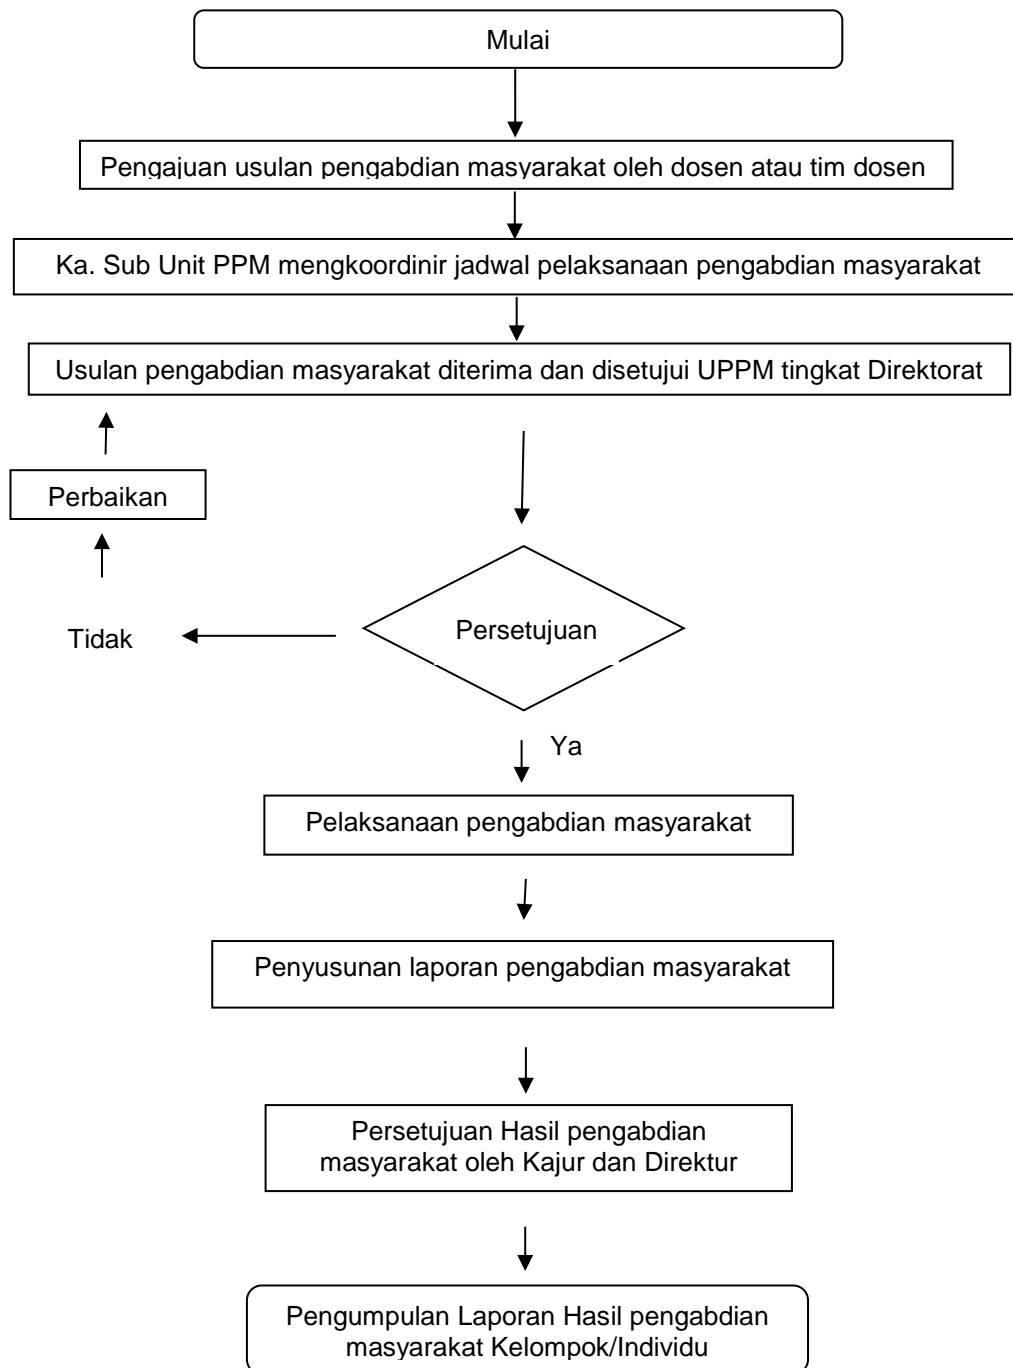 Mulai
Pengajuan usulan pengabdian masyarakat oleh dosen atau tim dosen
Ka. Sub Unit PPM mengkoordinir jadwal pelaksanaan pengabdian masyarakat
Usulan pengabdian masyarakat diterima dan disetujui UPPM tingkat Direktorat
Perbaikan
Persetujuan
Tidak
Ya
Pelaksanaan pengabdian masyarakat
Penyusunan laporan pengabdian masyarakat
Persetujuan Hasil pengabdian
masyarakat oleh Kajur dan Direktur
Pengumpulan Laporan Hasil pengabdian
masyarakat Kelompok/Individu